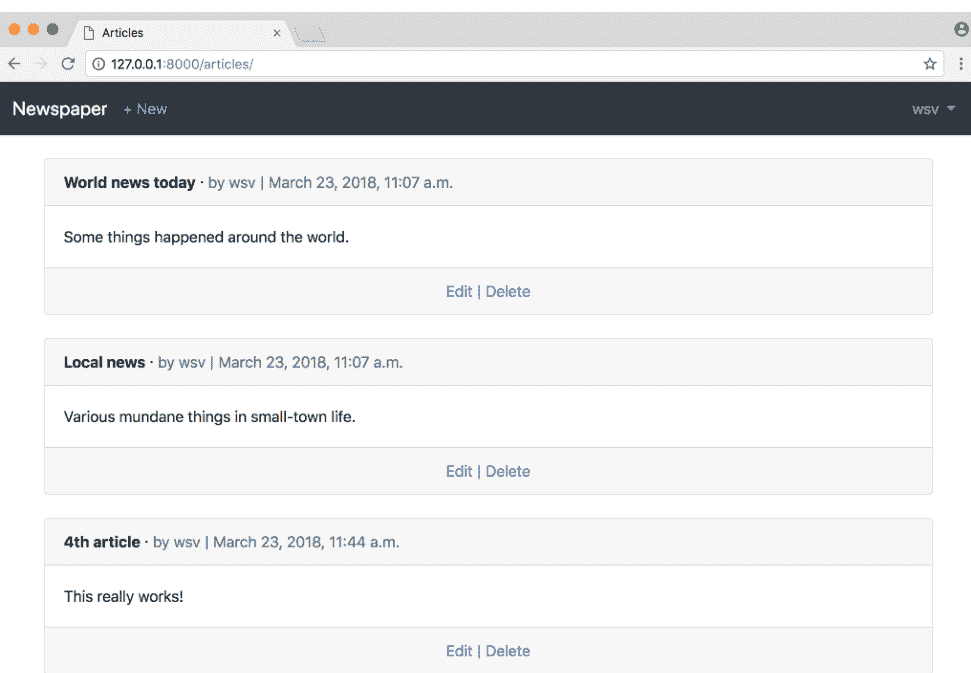 Articles
127.0.0.1:8000/articles/
Newspaper + New wsv
World news today · by wsv | March 23, 2018, 11:07 a.m.
Some things happened around the world.
Edit | Delete
Local news · by wsv | March 23, 2018, 11:07 a.m.
Various mundane things in small-town life.
Edit | Delete
4th article · by wsv | March 23, 2018, 11:44 a.m.
This really works!
Edit | Delete